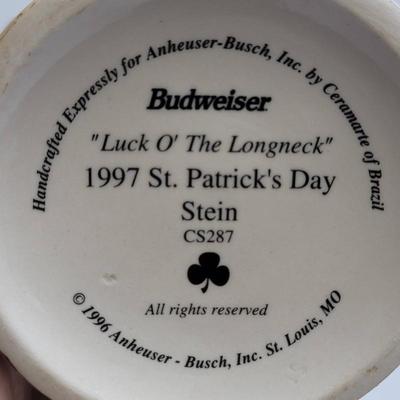 Handcrafted Expressly for Anheuser-Busch, Inc. by Ceramarte of Brazil
Budweiser
"Luck O' The Longneck"
1997 St. Patrick's Day
Stein
CS287
All rights reserved
© 1996 Anheuser - Busch, Inc. St. Louis, MO